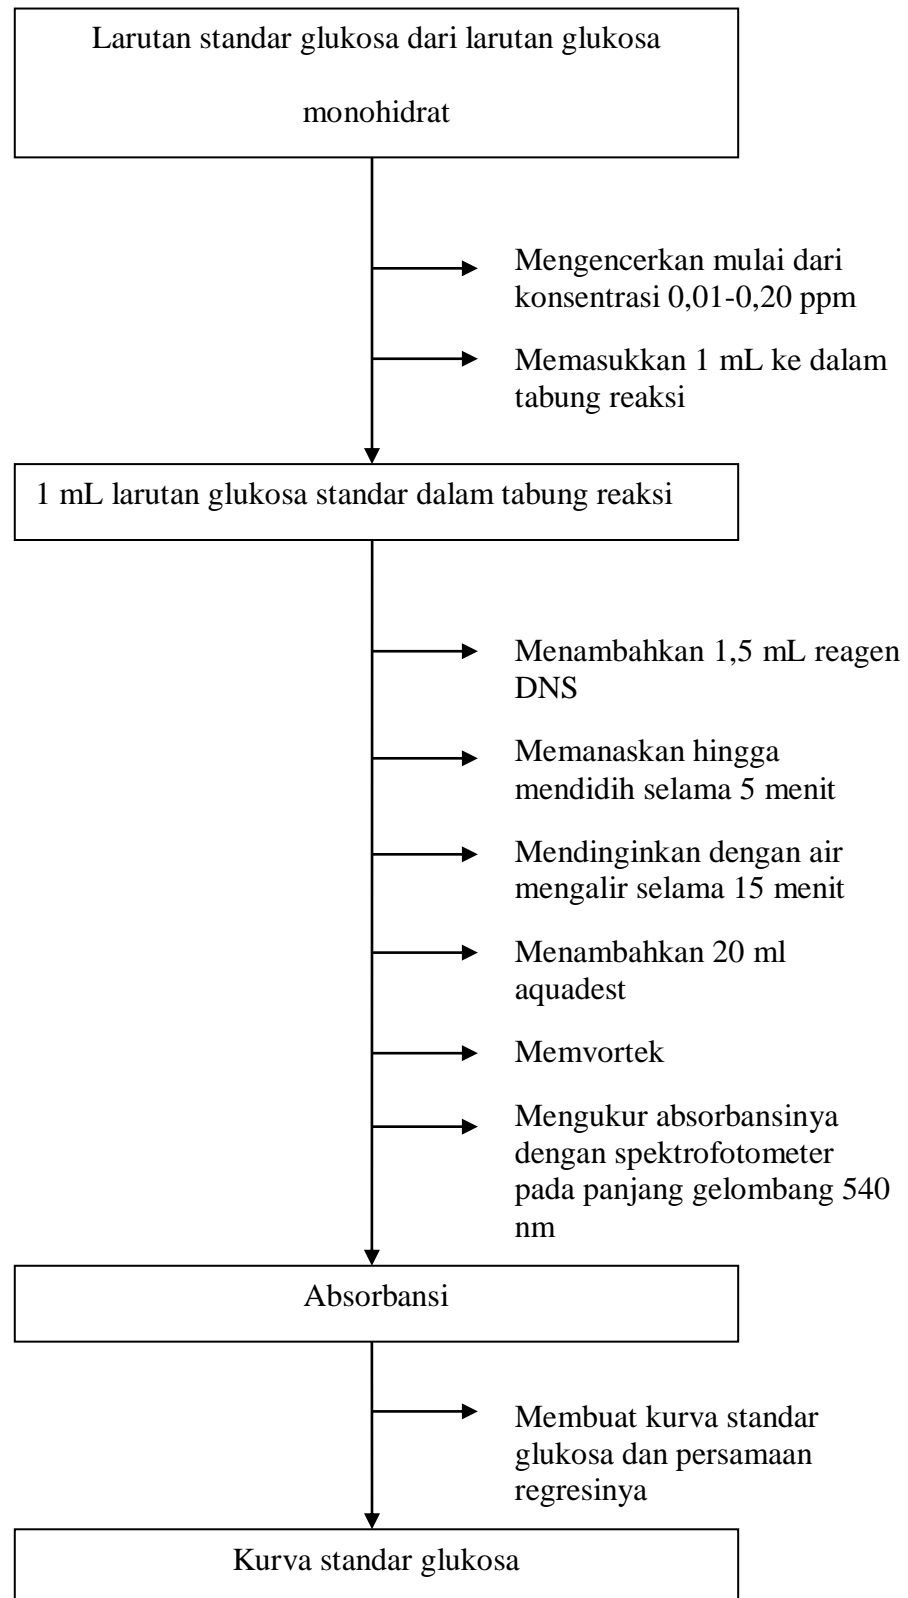 Larutan standar glukosa dari larutan glukosa
monohidrat
Mengencerkan mulai dari
konsentrasi 0,01-0,20 ppm
Memasukkan 1 mL ke dalam
tabung reaksi
1 mL larutan glukosa standar dalam tabung reaksi
Menambahkan 1,5 mL reagen
DNS
Memanaskan hingga
mendidih selama 5 menit
Mendinginkan dengan air
mengalir selama 15 menit
Menambahkan 20 ml
aquadest
Memvortek
Mengukur absorbansinya
dengan spektrofotometer
pada panjang gelombang 540
nm
Absorbansi
Membuat kurva standar
glukosa dan persamaan
regresinya
Kurva standar glukosa